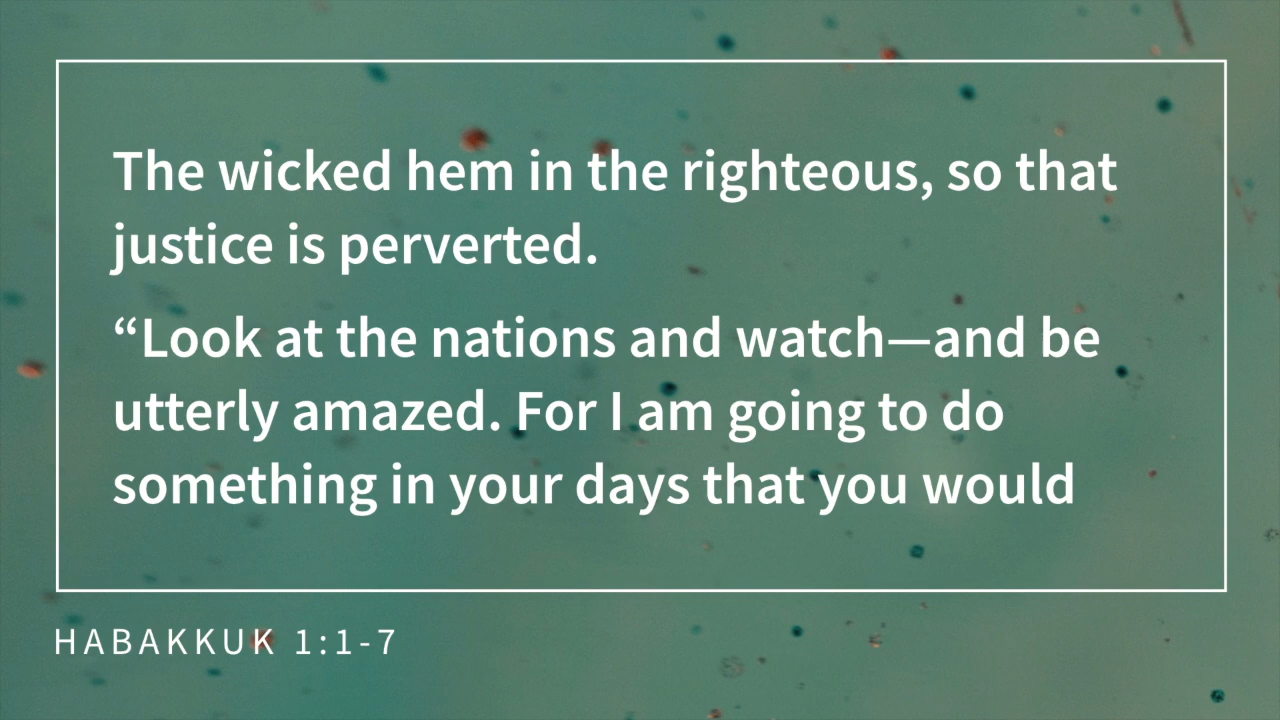 The wicked hem in the righteous, so that
justice is perverted.
“Look at the nations and watch—and be
utterly amazed. For I am going to do
something in your days that you would
HABAKKUK 1:1-7